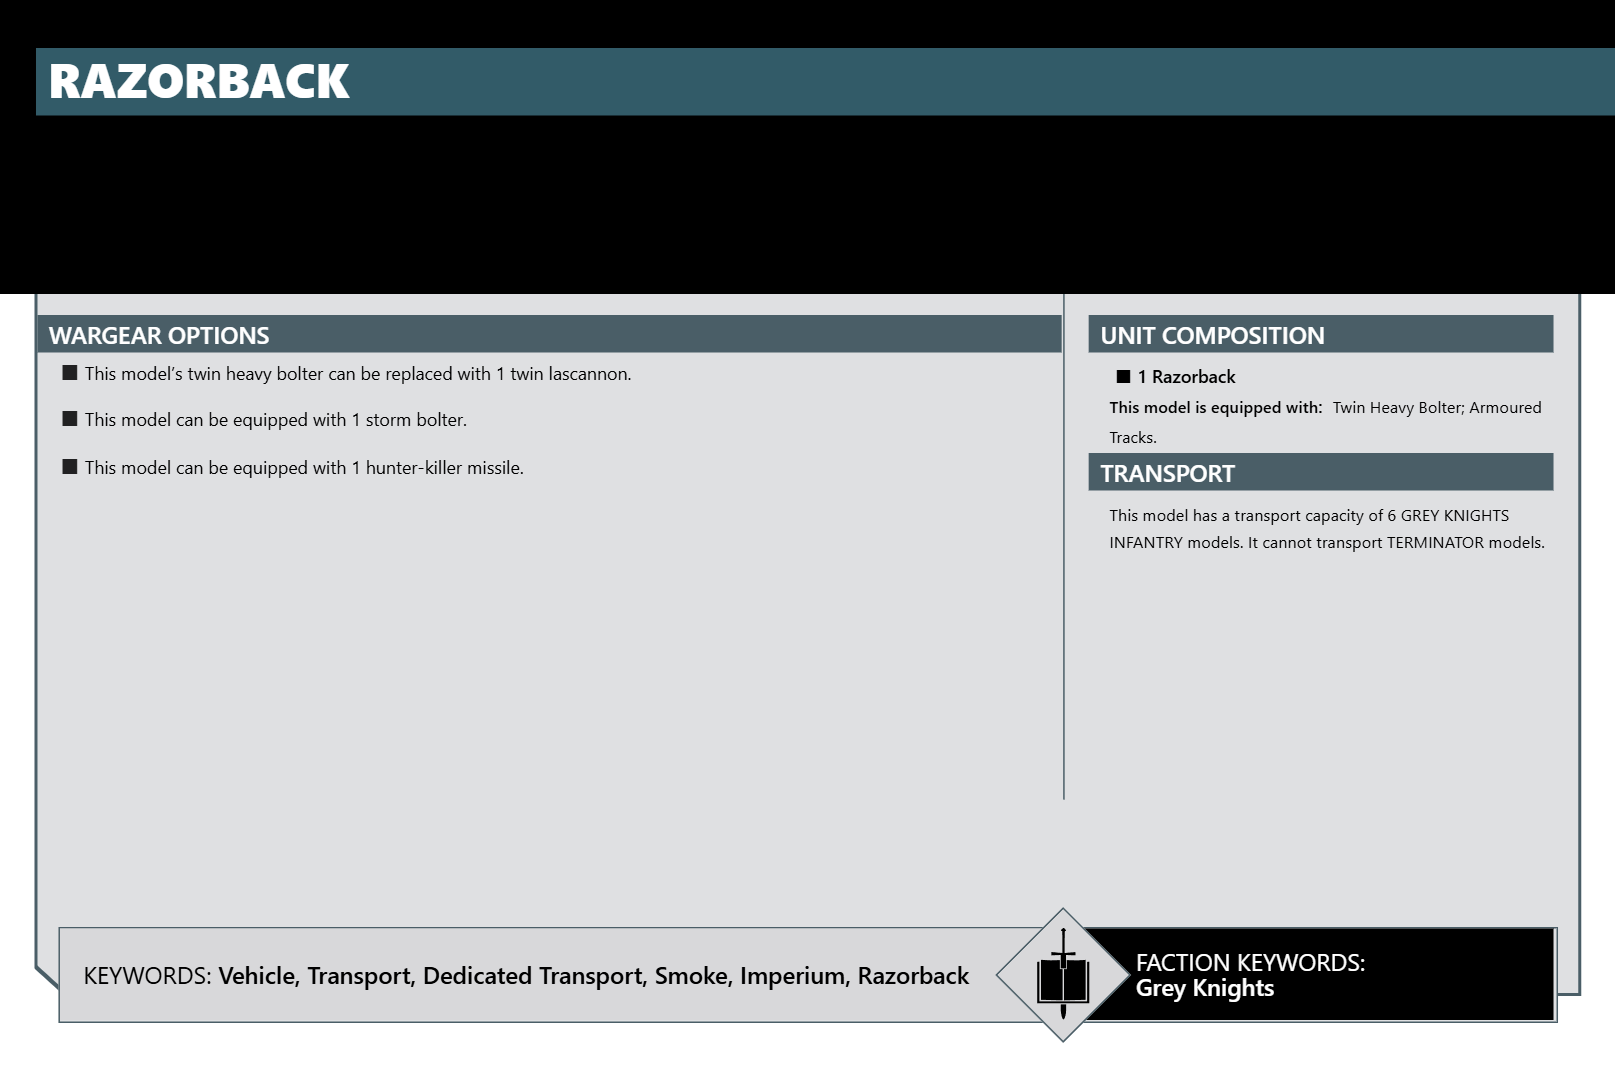 RAZORBACK
WARGEAR OPTIONS
■ This model’s twin heavy bolter can be replaced with 1 twin lascannon.
■ This model can be equipped with 1 storm bolter.
■ This model can be equipped with 1 hunter-killer missile.
UNIT COMPOSITION
■ 1 Razorback
This model is equipped with: Twin Heavy Bolter; Armoured
Tracks.
TRANSPORT
This model has a transport capacity of 6 GREY KNIGHTS
INFANTRY models. It cannot transport TERMINATOR models.
KEYWORDS: Vehicle, Transport, Dedicated Transport, Smoke, Imperium, Razorback
FACTION KEYWORDS:
Grey Knights